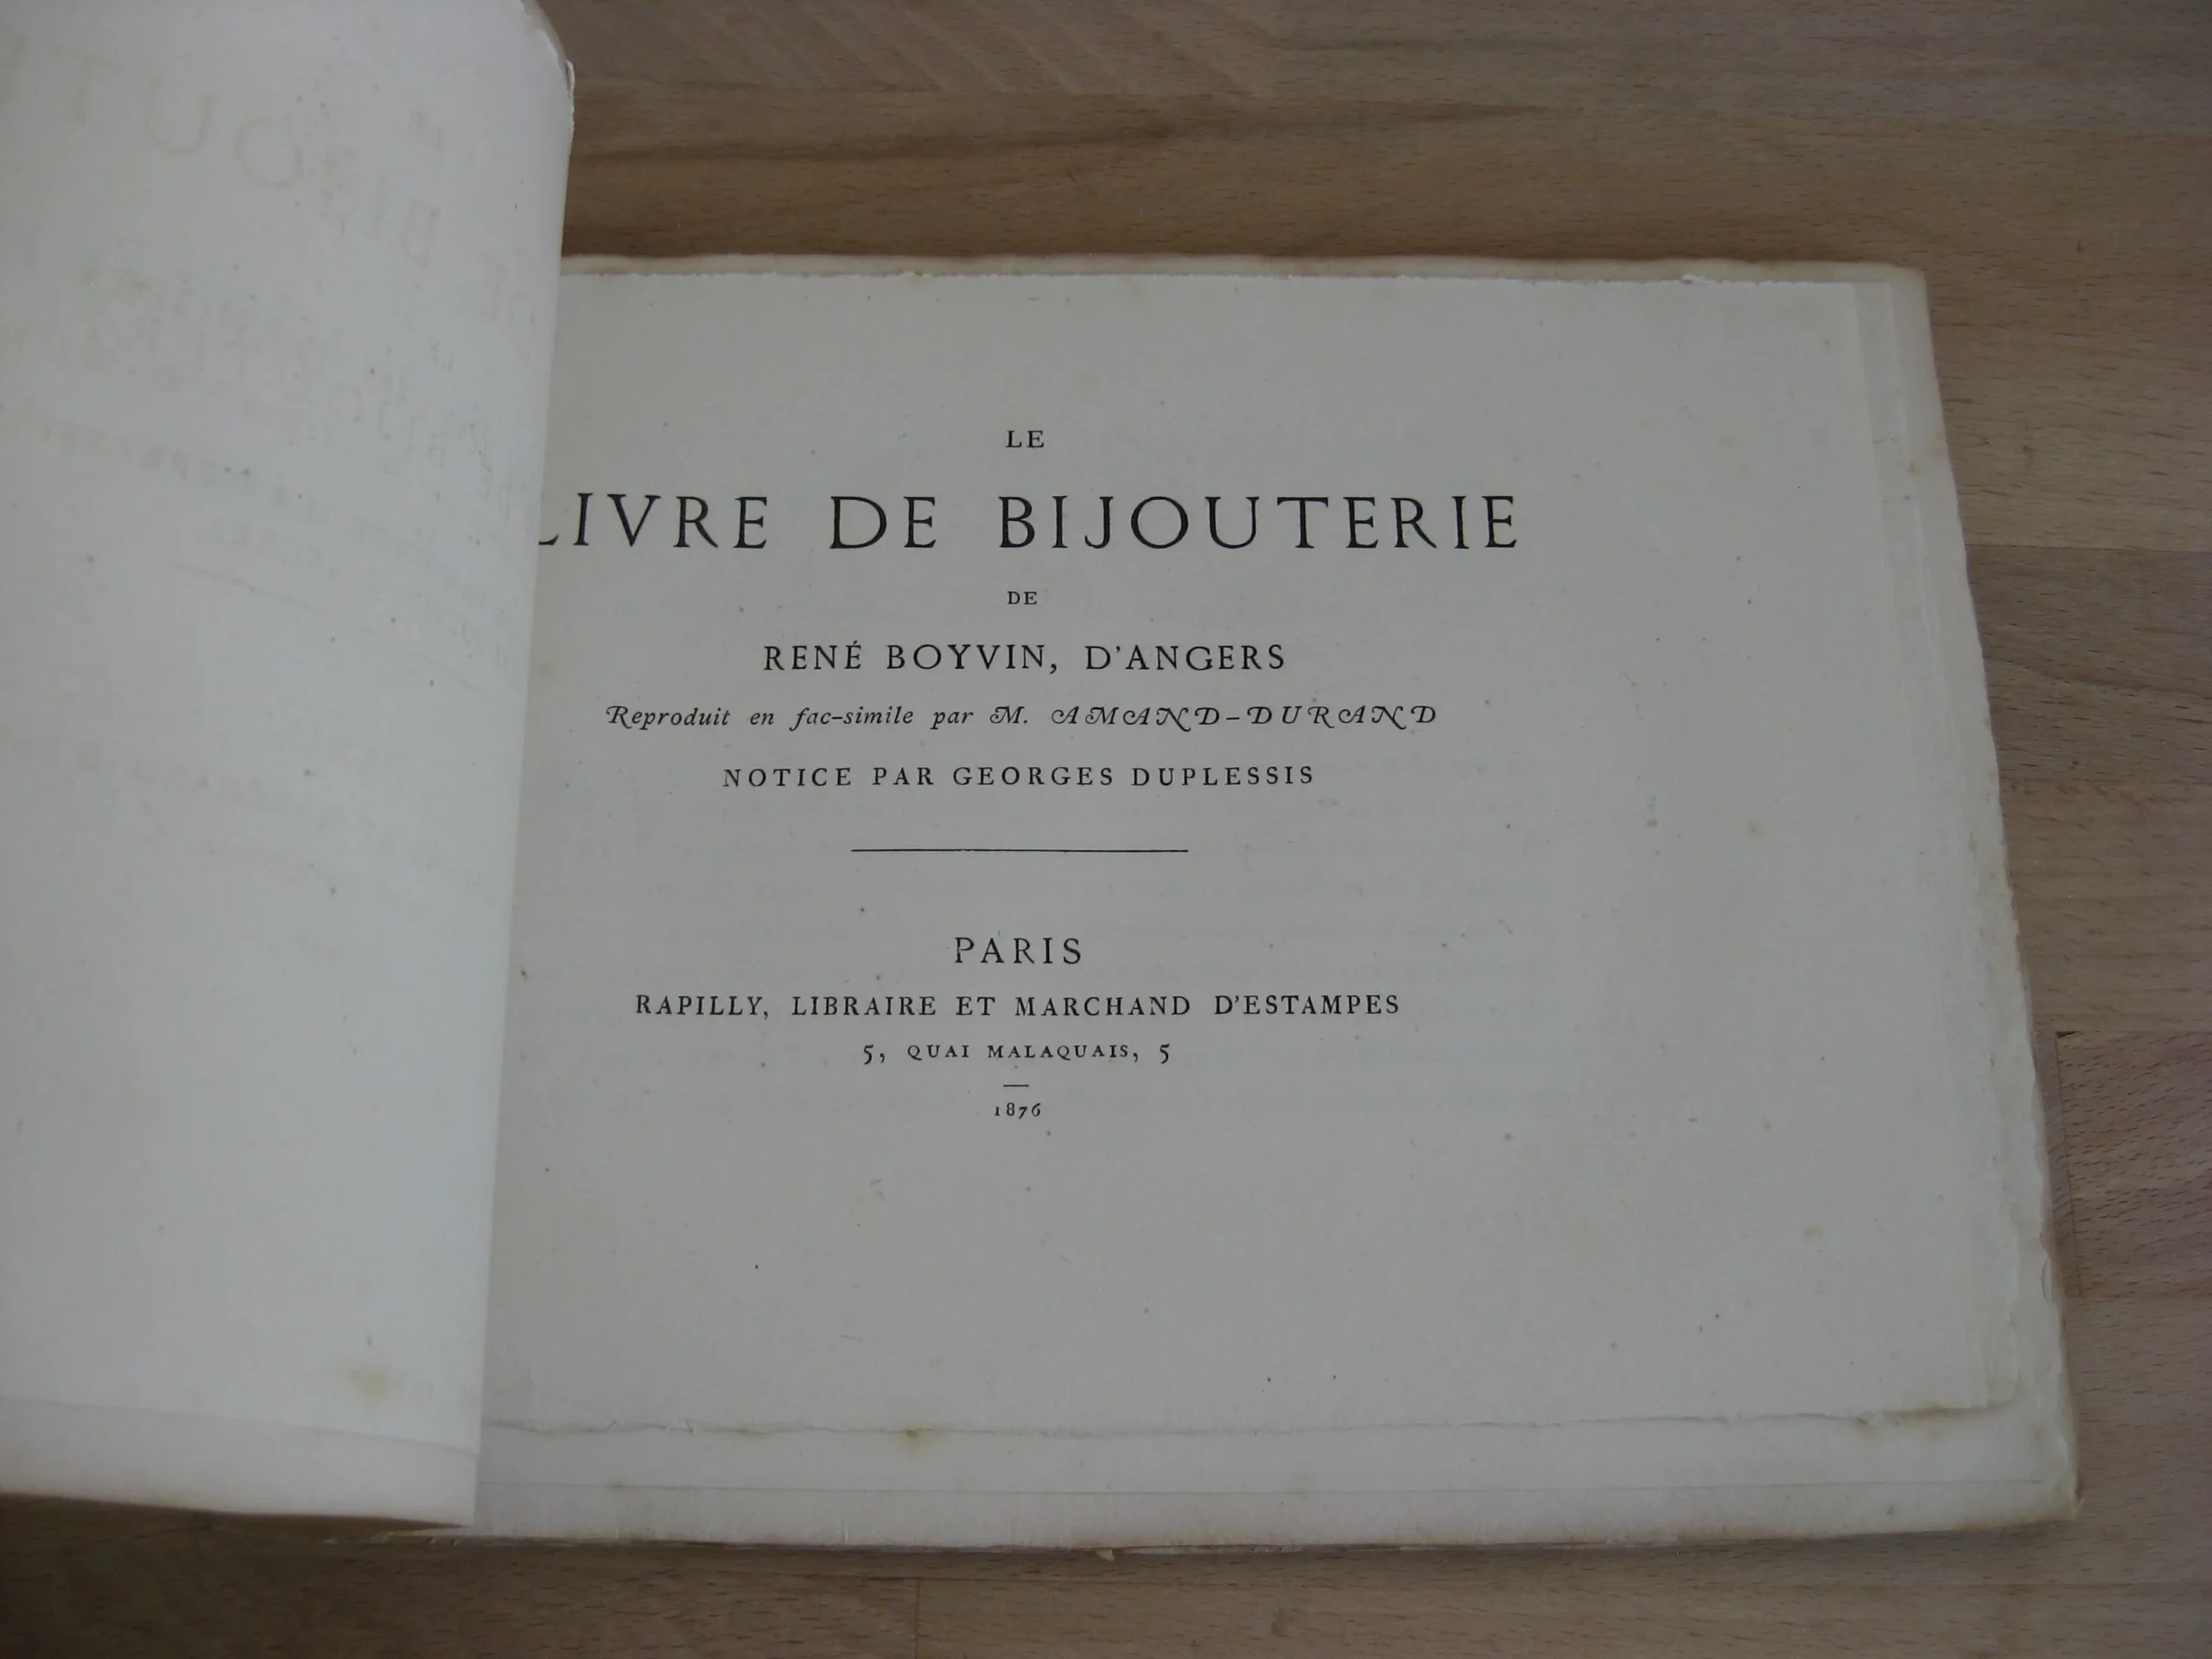 LE
LIVRE DE BIJOUTERIE
DE
RENÉ BOYVIN, D'ANGERS
Reproduit en fac-simile par M. AMAND-DURAND
NOTICE PAR GEORGES DUPLESSIS
PARIS
RAPILLY, LIBRAIRE ET MARCHAND D'ESTAMPES
5, QUAI MALAQUAIS, 5
1876